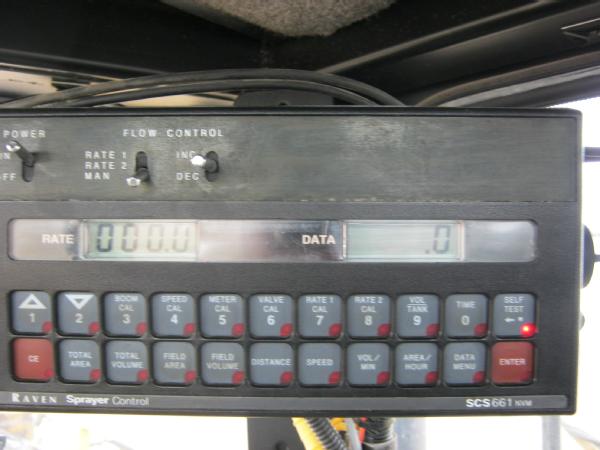 POWER FLOW CONTROL
RATE 1 INC
RATE 2
MAN DEC
RATE 000.0 DATA .0
1 2 BOOM CAL 3 SPEED CAL 4 METER CAL 5 VALVE CAL 6 RATE 1 CAL 7 RATE 2 CAL 8 VOL TANK 9 TIME 0 SELF TEST
CE TOTAL AREA TOTAL VOLUME FIELD AREA FIELD VOLUME DISTANCE SPEED VOL/ MIN AREA/ HOUR DATA MENU ENTER
RAVEN Sprayer Control SCS661 NVM